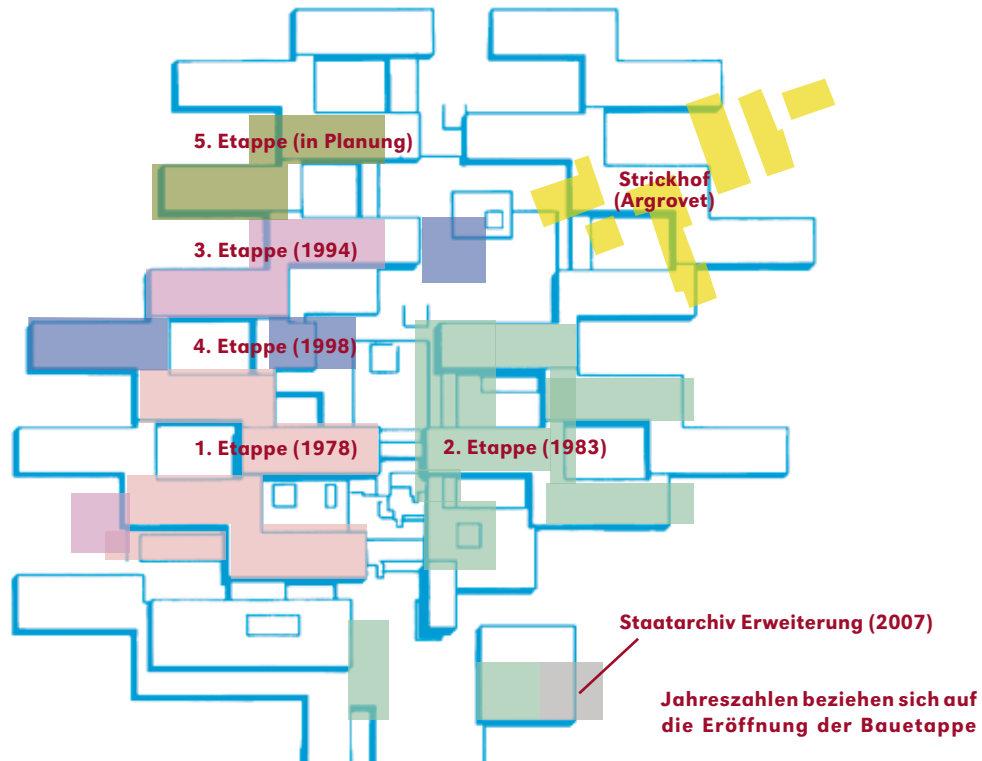 5. Etappe (in Planung)
Strickhof
(Argrovet)
3. Etappe (1994)
4. Etappe (1998)
1. Etappe (1978)
2. Etappe (1983)
Staatarchiv Erweiterung (2007)
Jahreszahlen beziehen sich auf
die Eröffnung der Bauetappe